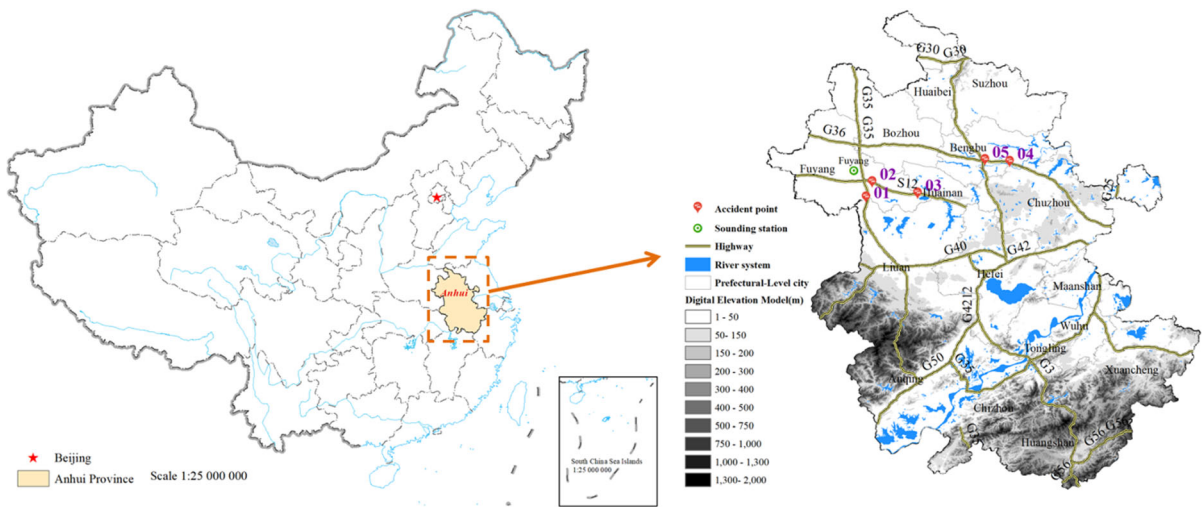 Anhui
Beijing
Anhui Province
Scale 1:25 000 000
South China Sea Islands
1:25 000 000
Accident point
Sounding station
Highway
River system
Prefectural-Level city
Digital Elevation Model(m)
1 - 50
50- 150
150 - 200
200 - 300
300 - 400
400 - 500
500 - 750
750 - 1,000
1,000 - 1,300
1,300- 2,000
G30 G30
Suzhou
Huaibei
G35 G35
G36
Bozhou
Bengbu
05 04
Fuyang
Fuyang
02
S12
03
Huainan
01
Chuzhou
G40
G42
Liuan
Hefei
Maanshan
G4212
Wuhu
Tongling
G50
G35
G3
Anqing
Xuancheng
Chizhou
Huangshan
G56
G56